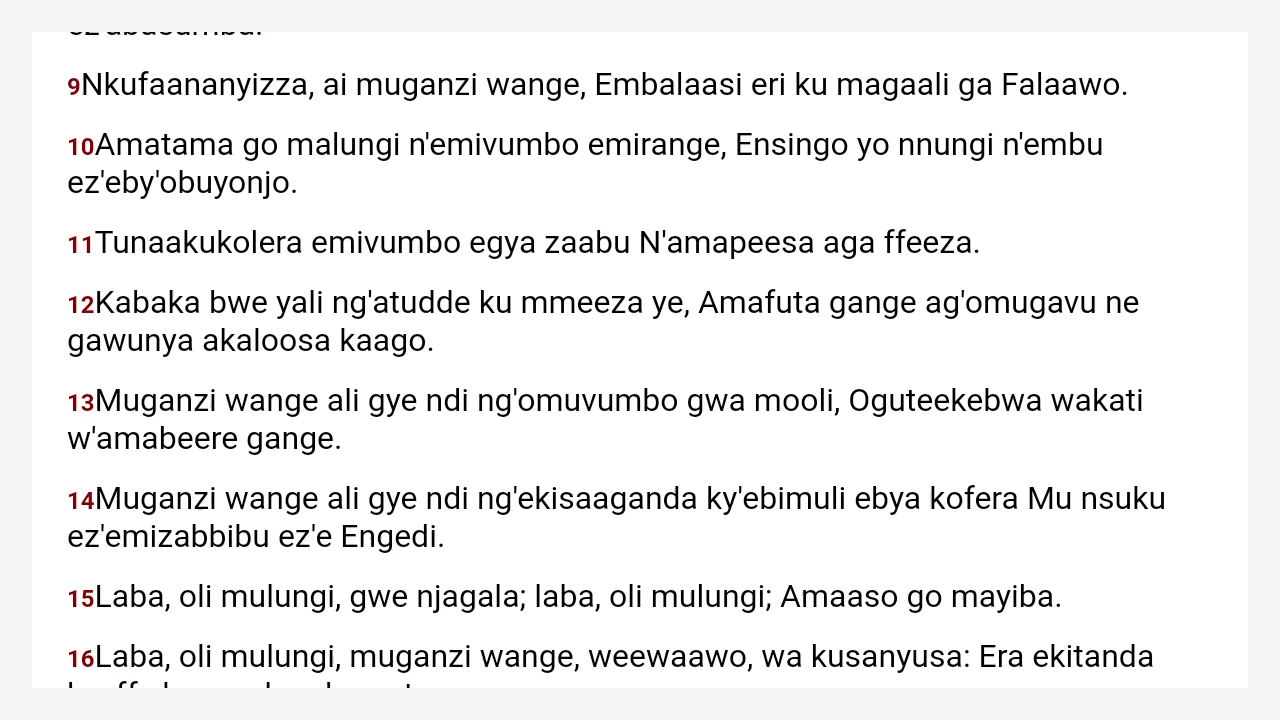 9Nkufaananyizza, ai muganzi wange, Embalaasi eri ku magaali ga Falaawo.
10Amatama go malungi n'emivumbo emirange, Ensingo yo nnungi n'embu
ez'eby'obuyonjo.
11Tunaakukolera emivumbo egya zaabu N'amapeesa aga ffeeza.
12Kabaka bwe yali ng'atudde ku mmeeza ye, Amafuta gange ag'omugavu ne
gawunya akaloosa kaago.
13Muganzi wange ali gye ndi ng'omuvumbo gwa mooli, Oguteekebwa wakati
w'amabeere gange.
14Muganzi wange ali gye ndi ng'ekisaaganda ky'ebimuli ebya kofera Mu nsuku
ez'emizabbibu ez'e Engedi.
15Laba, oli mulungi, gwe njagala; laba, oli mulungi; Amaaso go mayiba.
16Laba, oli mulungi, muganzi wange, weewaawo, wa kusanyusa: Era ekitanda